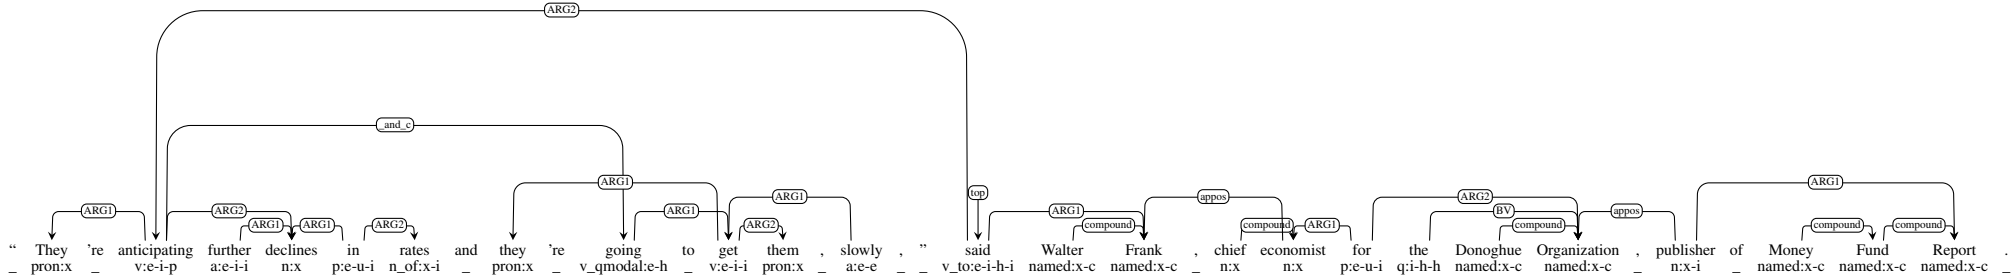 ARG2
_and_c
ARG1 ARG1 top appos ARG2 ARG1
ARG1 ARG2 ARG1 ARG1 ARG2 ARG1 ARG2 ARG1 compound compound ARG1 BV compound appos compound compound
“ They 're anticipating further declines in rates and they 're going to get them , slowly , ” said Walter Frank , chief economist for the Donoghue Organization , publisher of Money Fund Report .
_ pron:x _ v:e-i-p a:e-i-i n:x p:e-u-i n_of:x-i _ pron:x _ v_qmodal:e-h _ v:e-i-i pron:x _ a:e-e _ _ v_to:e-i-h-i named:x-c named:x-c _ n:x n:x p:e-u-i q:i-h-h named:x-c named:x-c _ n:x-i _ named:x-c named:x-c named:x-c _